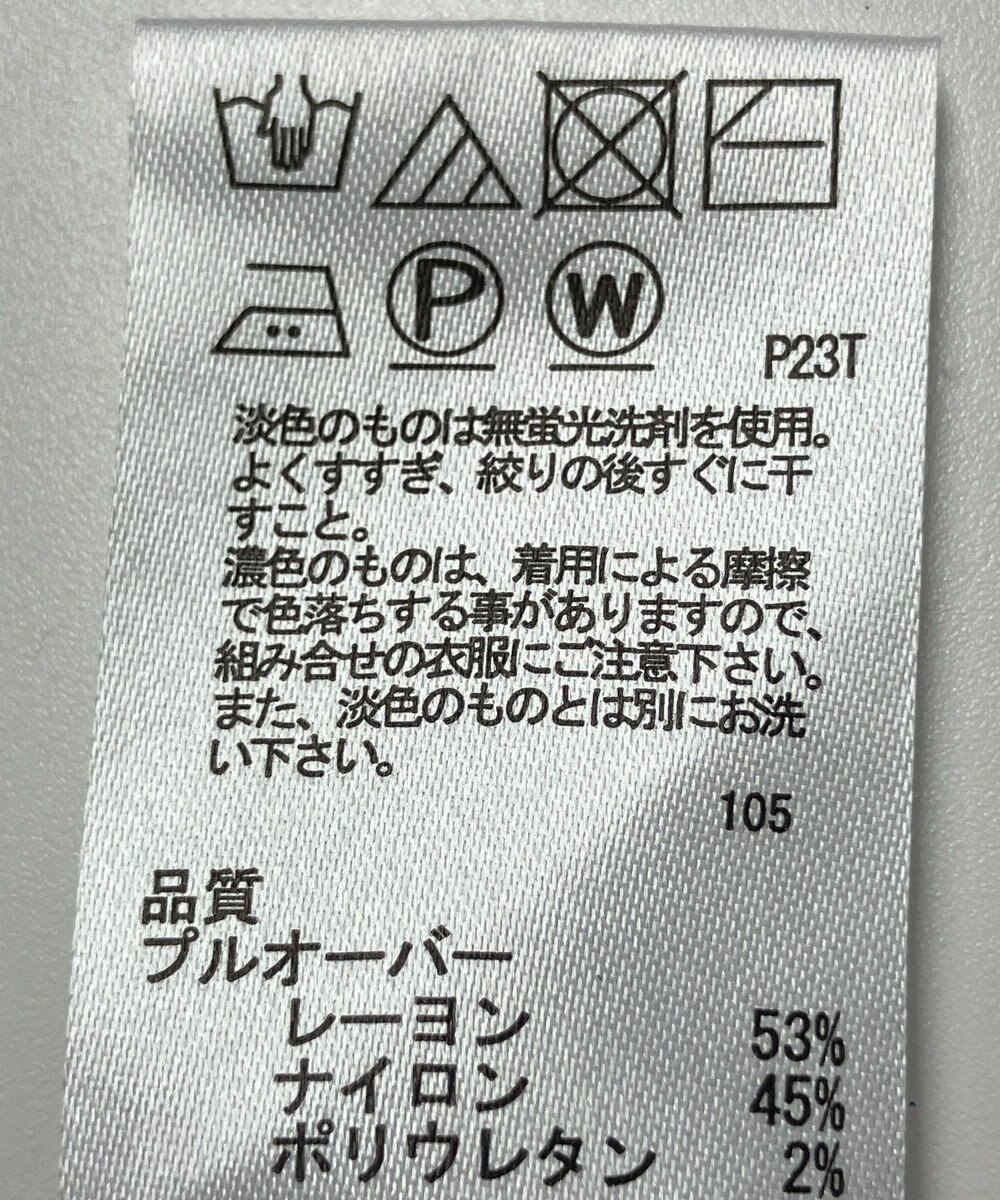 P W
P23T
淡色のものは無蛍光洗剤を使用。
よくすすぎ、絞りの後すぐに干
すこと。
濃色のものは、着用による摩擦
で色落ちする事がありますので、
組み合せの衣服にご注意下さい。
また、淡色のものとは別にお洗
い下さい。
105
品質
プルオーバー
レーヨン 53%
ナイロン 45%
ポリウレタン 2%